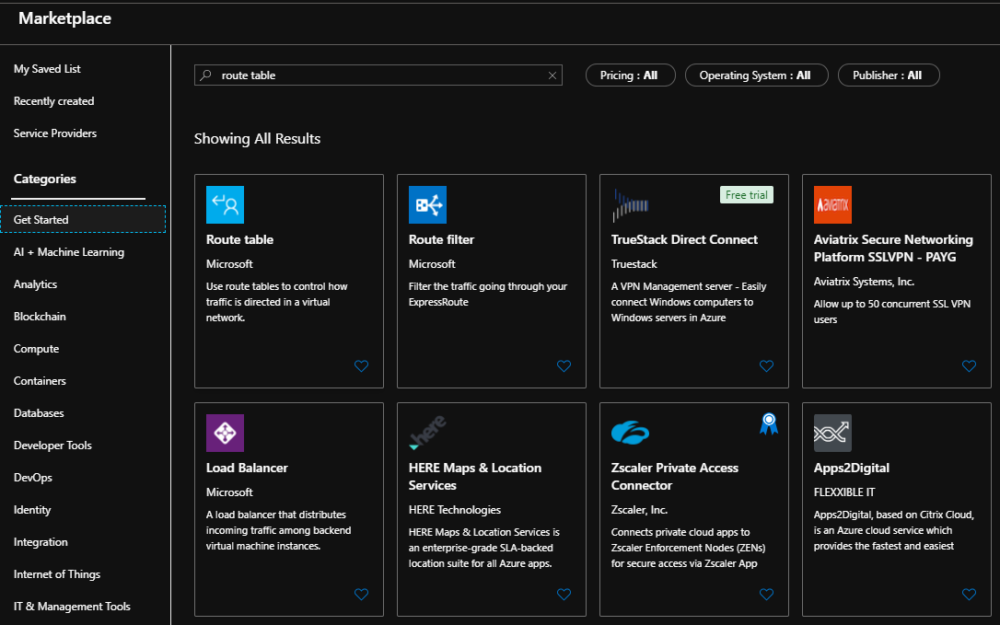 Marketplace
My Saved List
Recently created
Service Providers
Categories
Get Started
AI + Machine Learning
Analytics
Blockchain
Compute
Containers
Databases
Developer Tools
DevOps
Identity
Integration
Internet of Things
IT & Management Tools
route table
Pricing : All
Operating System : All
Publisher : All
Showing All Results
Route table
Microsoft
Use route tables to control how
traffic is directed in a virtual
network.
Route filter
Microsoft
Filter the traffic going through your
ExpressRoute
Free trial
TrueStack Direct Connect
Truestack
A VPN Management server - Easily
connect Windows computers to
Windows servers in Azure
aviatrix
Aviatrix Secure Networking
Platform SSLVPN - PAYG
Aviatrix Systems, Inc.
Allow up to 50 concurrent SSL VPN
users
Load Balancer
Microsoft
A load balancer that distributes
incoming traffic among backend
virtual machine instances.
here
HERE Maps & Location
Services
HERE Technologies
HERE Maps & Location Services is
an enterprise-grade SLA-backed
location suite for all Azure apps.
Zscaler Private Access
Connector
Zscaler, Inc.
Connects private cloud apps to
Zscaler Enforcement Nodes (ZENs)
for secure access via Zscaler App
Apps2Digital
FLEXXIBLE IT
Apps2Digital, based on Citrix Cloud,
is an Azure cloud service which
provides the fastest and easiest